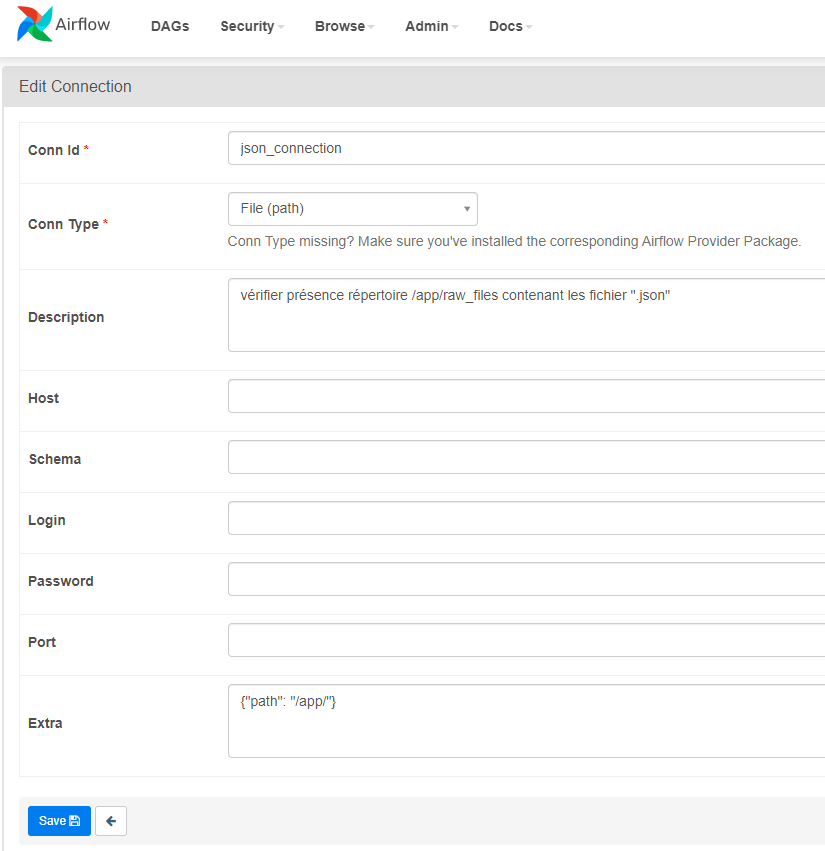 Airflow DAGs Security Browse Admin Docs
Edit Connection
Conn Id * json_connection
Conn Type * File (path)
Conn Type missing? Make sure you've installed the corresponding Airflow Provider Package.
Description vérifier présence répertoire /app/raw_files contenant les fichier ".json"
Host
Schema
Login
Password
Port
Extra {"path": "/app/"}
Save